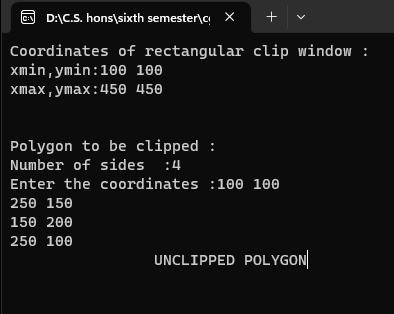 D:\C.S. hons\sixth semester\c
Coordinates of rectangular clip window :
xmin,ymin:100 100
xmax,ymax:450 450
Polygon to be clipped :
Number of sides  :4
Enter the coordinates :100 100
250 150
150 200
250 100
UNCLIPPED POLYGON